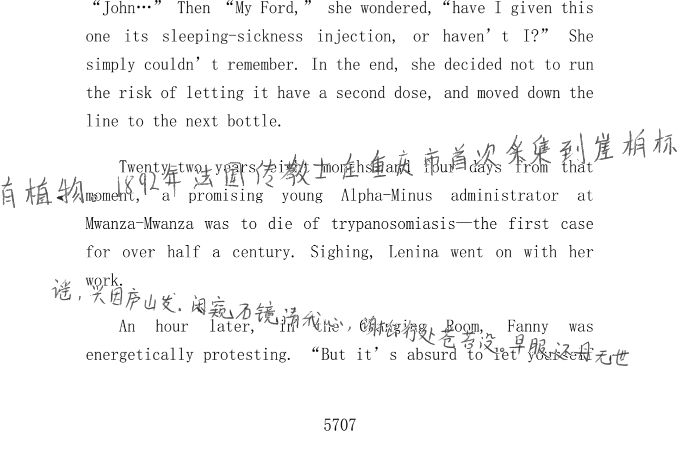 “John…” Then “My Ford,” she wondered, “have I given this
one its sleeping-sickness injection, or haven’t I?” She
simply couldn’t remember. In the end, she decided not to run
the risk of letting it have a second dose, and moved down the
line to the next bottle.
Twenty-two years eight months and four days from that
有植物。1892年法国传教士在重庆市首次采集到崖柏标
moment, a promising young Alpha-Minus administrator at
Mwanza-Mwanza was to die of trypanosomiasis—the first case
for over half a century. Sighing, Lenina went on with her
work.
谣，兴因庐山发。闲窥石镜清我心，谢公行处苍苔没。早服还丹无世
An hour later, in the Changing Room, Fanny was
energetically protesting. “But it’s absurd to let yourself
5707